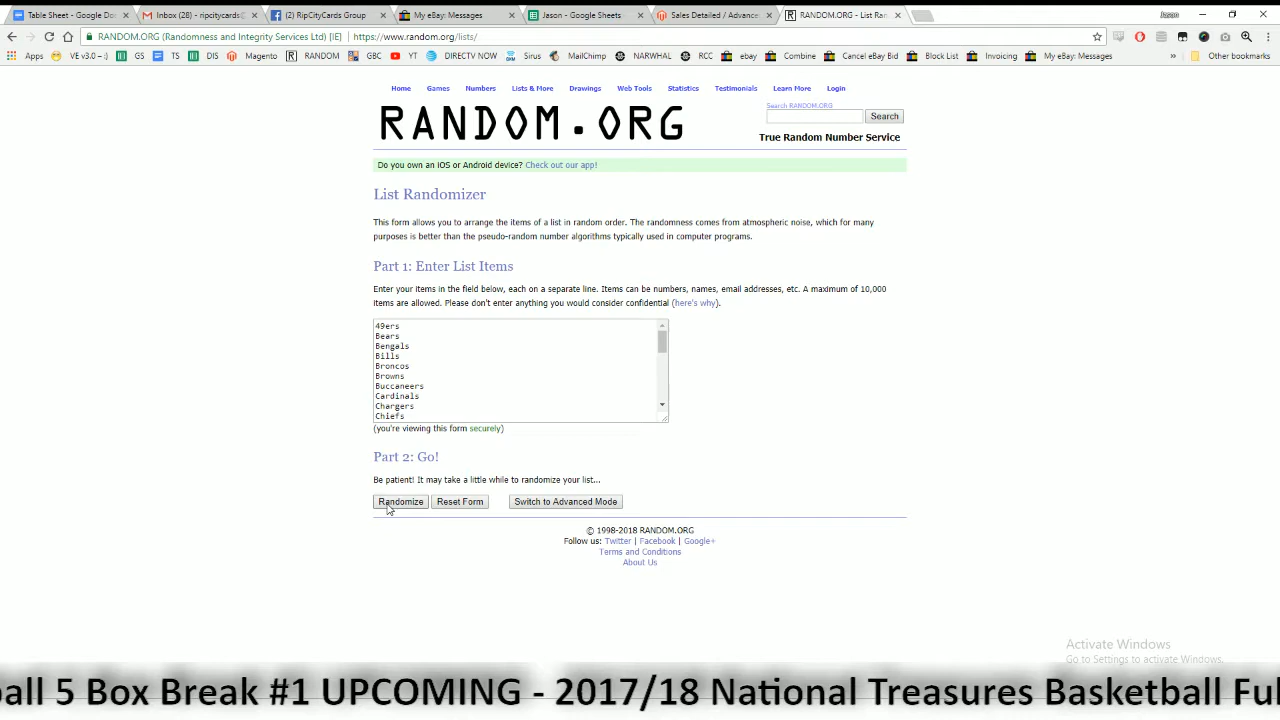 Table Sheet - Google Do
Inbox (28) - ripcitycards@
(2) RipCityCards Group
My eBay: Messages
Jason - Google Sheets
Sales Detailed / Advance
RANDOM.ORG - List Ran
Jason
RANDOM.ORG (Randomness and Integrity Services Ltd) [IE]
https://www.random.org/lists/
Apps
VE v3.0 --:)
GS
TS
DIS
Magento
RANDOM
GBC
YT
DIRECTV NOW
Sirus
MailChimp
NARWHAL
RCC
ebay
Combine
Cancel eBay Bid
Block List
Invoicing
My eBay: Messages
»
Other bookmarks
Home
Games
Numbers
Lists & More
Drawings
Web Tools
Statistics
Testimonials
Learn More
Login
RANDOM.ORG
Search RANDOM.ORG
Search
True Random Number Service
Do you own an iOS or Android device? Check out our app!
List Randomizer
This form allows you to arrange the items of a list in random order. The randomness comes from atmospheric noise, which for many
purposes is better than the pseudo-random number algorithms typically used in computer programs.
Part 1: Enter List Items
Enter your items in the field below, each on a separate line. Items can be numbers, names, email addresses, etc. A maximum of 10,000
items are allowed. Please don't enter anything you would consider confidential (here's why).
49ers
Bears
Bengals
Bills
Broncos
Browns
Buccaneers
Cardinals
Chargers
Chiefs
(you're viewing this form securely)
Part 2: Go!
Be patient! It may take a little while to randomize your list...
Randomize
Reset Form
Switch to Advanced Mode
© 1998-2018 RANDOM.ORG
Follow us: Twitter | Facebook | Google+
Terms and Conditions
About Us
Activate Windows
Go to Settings to activate Windows.
all 5 Box Break #1 UPCOMING - 2017/18 National Treasures Basketball Ful